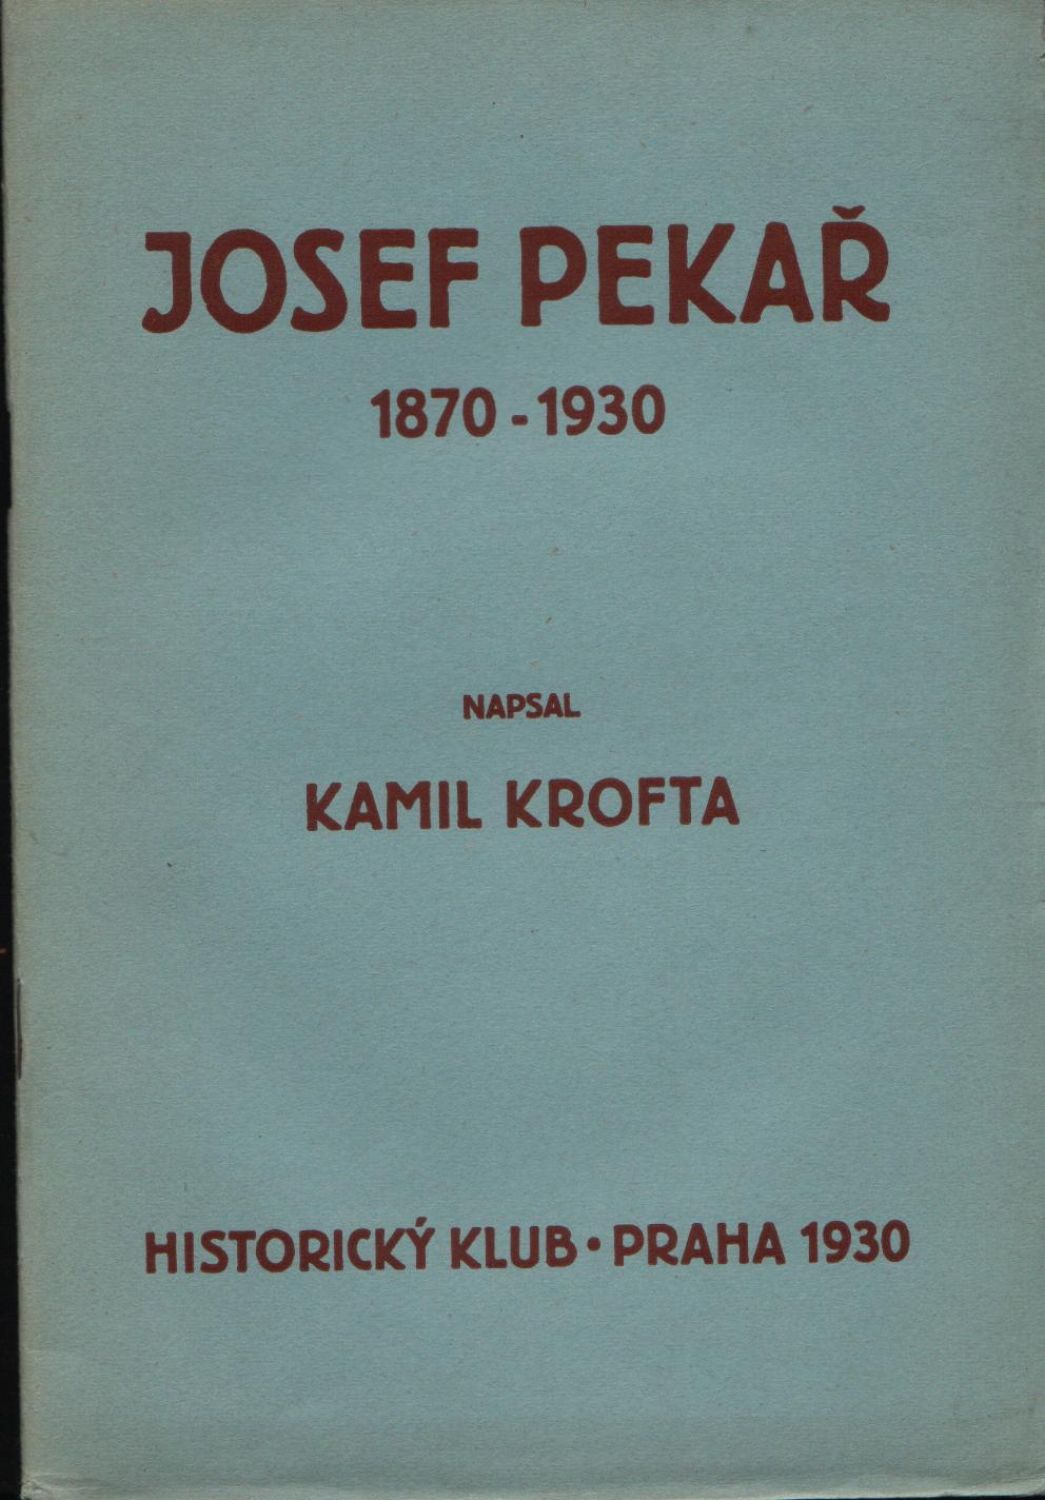 JOSEF PEKAŘ
1870 - 1930
NAPSAL
KAMIL KROFTA
HISTORICKÝ KLUB • PRAHA 1930